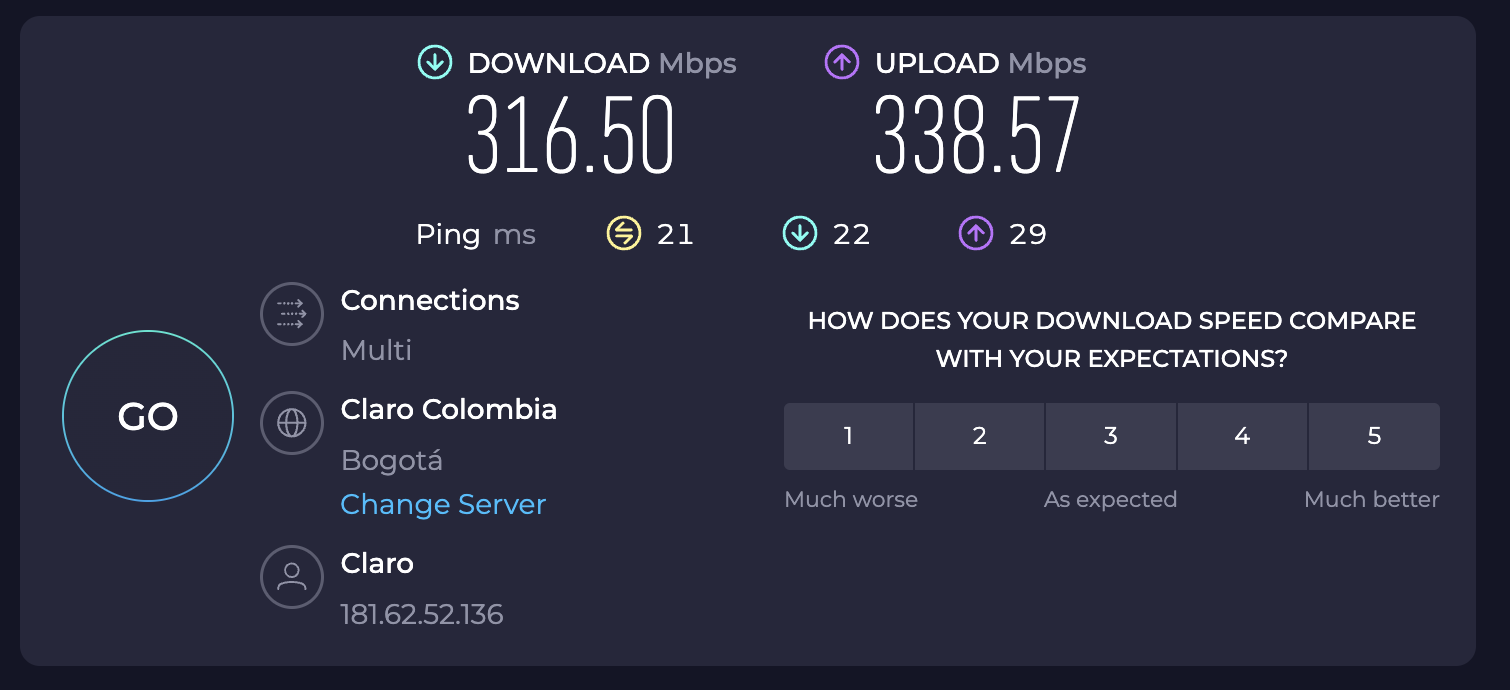 DOWNLOAD Mbps
316.50
UPLOAD Mbps
338.57
Ping ms 21 22 29
GO
Connections
Multi
Claro Colombia
Bogotá
Change Server
Claro
181.62.52.136
HOW DOES YOUR DOWNLOAD SPEED COMPARE
WITH YOUR EXPECTATIONS?
1 2 3 4 5
Much worse As expected Much better